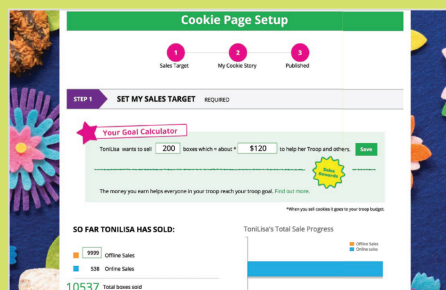 Cookie Page Setup
1 2 3
Sales Target My Cookie Story Published
STEP 1 SET MY SALES TARGET REQUIRED
Your Goal Calculator
ToniLisa wants to sell 200 boxes which = about * $120 to help her Troop and others. Save
Sales Rewards
The money you earn helps everyone in your troop reach your troop goal. Find out more.
*When you sell cookies it goes to your troop budget.
SO FAR TONILISA HAS SOLD: ToniLisa's Total Sale Progress
9999 Offline Sales
538 Online Sales
Offline Sales
Online sales
10537 Total boxes sold